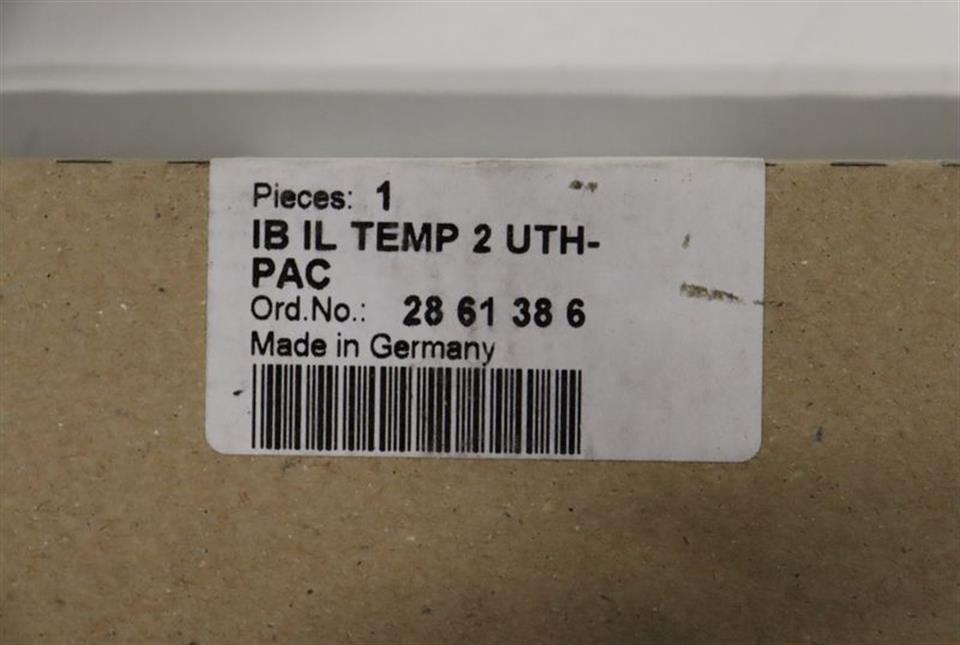 Pieces: 1
IB IL TEMP 2 UTH-
PAC
Ord.No.: 28 61 38 6
Made in Germany